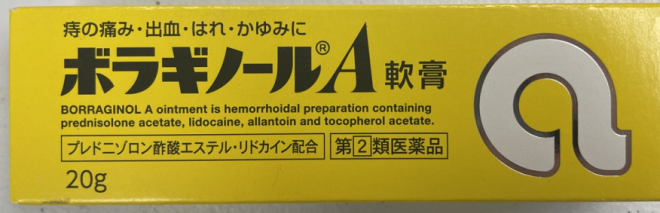 痔の痛み・出血・はれ・かゆみに
ボラギノール®A軟膏
BORRAGINOL A ointment is hemorrhoidal preparation containing
prednisolone acetate, lidocaine, allantoin and tocopherol acetate.
プレドニゾロン酢酸エステル・リドカイン配合 第②類医薬品
20g